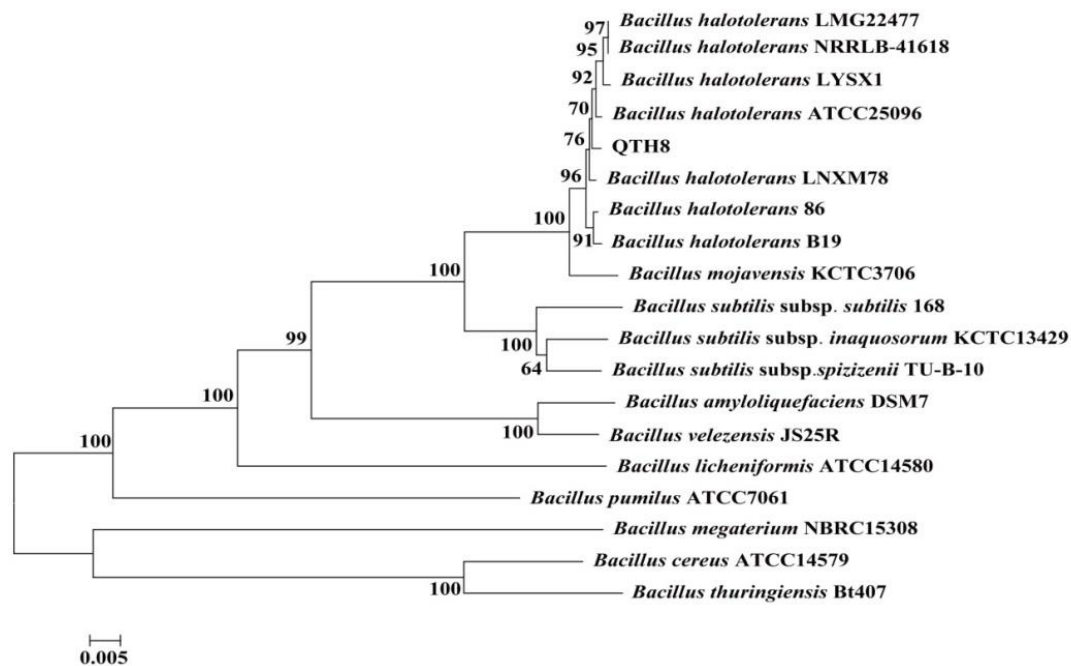 97
Bacillus halotolerans LMG22477
95
Bacillus halotolerans NRRLB-41618
92
Bacillus halotolerans LYSX1
70
Bacillus halotolerans ATCC25096
76
QTH8
96
Bacillus halotolerans LNXM78
100
Bacillus halotolerans 86
91
Bacillus halotolerans B19
100
Bacillus mojavensis KCTC3706
Bacillus subtilis subsp. subtilis 168
99
100
Bacillus subtilis subsp. inaquosorum KCTC13429
64
Bacillus subtilis subsp.spizizenii TU-B-10
100
Bacillus amyloliquefaciens DSM7
100
Bacillus velezensis JS25R
100
Bacillus licheniformis ATCC14580
Bacillus pumilus ATCC7061
Bacillus megaterium NBRC15308
Bacillus cereus ATCC14579
100
Bacillus thuringiensis Bt407
0.005